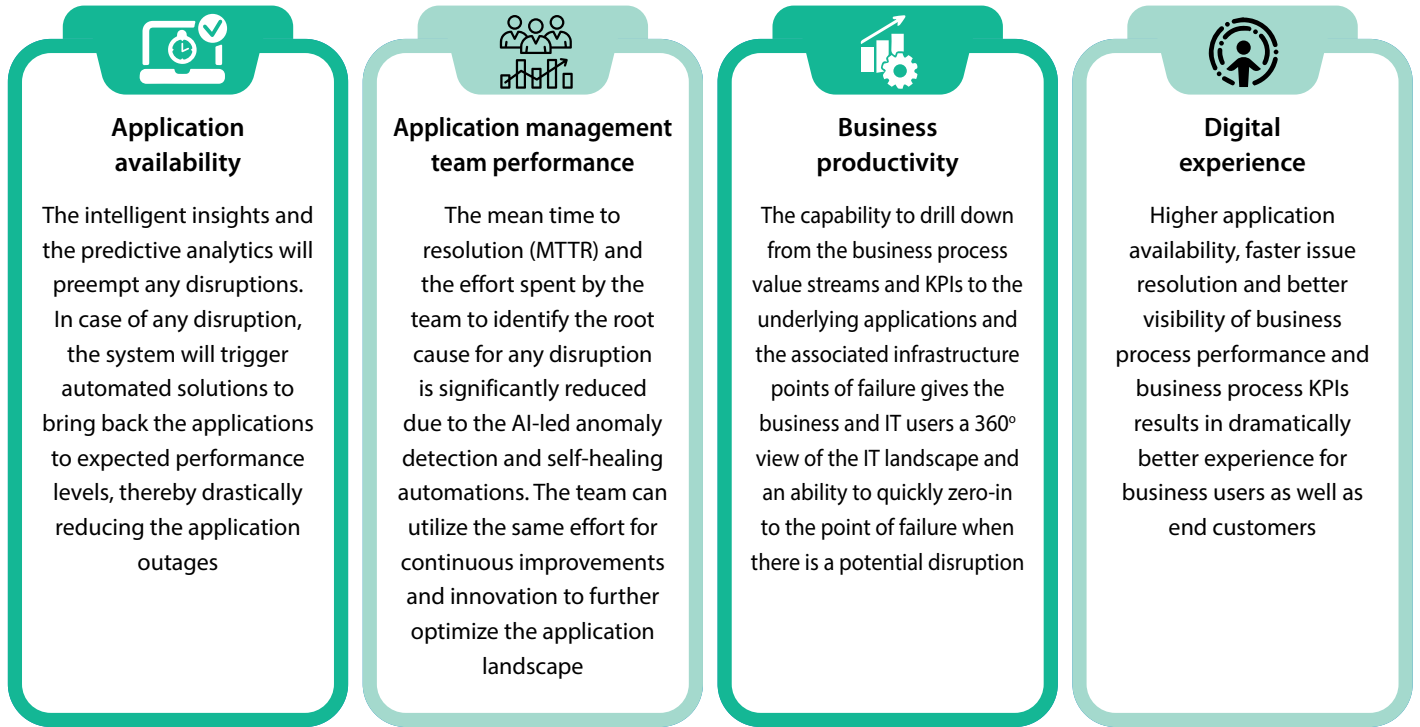 Application
availability
The intelligent insights and
the predictive analytics will
preempt any disruptions.
In case of any disruption,
the system will trigger
automated solutions to
bring back the applications
to expected performance
levels, thereby drastically
reducing the application
outages
Application management
team performance
The mean time to
resolution (MTTR) and
the effort spent by the
team to identify the root
cause for any disruption
is significantly reduced
due to the AI-led anomaly
detection and self-healing
automations. The team can
utilize the same effort for
continuous improvements
and innovation to further
optimize the application
landscape
Business
productivity
The capability to drill down
from the business process
value streams and KPIs to the
underlying applications and
the associated infrastructure
points of failure gives the
business and IT users a 360º
view of the IT landscape and
an ability to quickly zero-in
to the point of failure when
there is a potential disruption
Digital
experience
Higher application
availability, faster issue
resolution and better
visibility of business
process performance and
business process KPIs
results in dramatically
better experience for
business users as well as
end customers